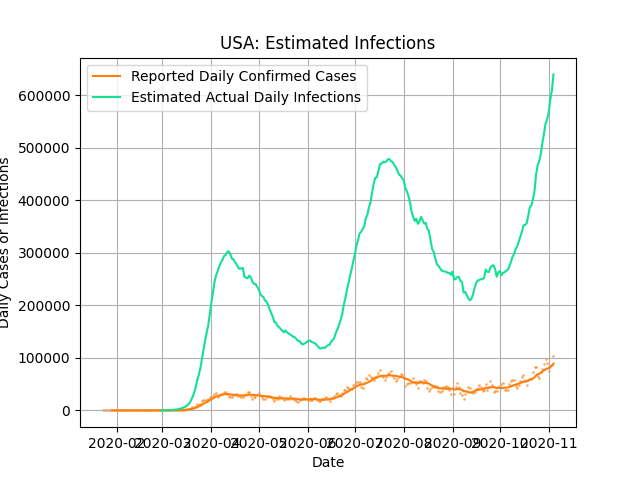 USA: Estimated Infections
Reported Daily Confirmed Cases
Estimated Actual Daily Infections
Daily Cases or Infections
600000
500000
400000
300000
200000
100000
0
2020-02 2020-03 2020-04 2020-05 2020-06 2020-07 2020-08 2020-09 2020-10 2020-11
Date